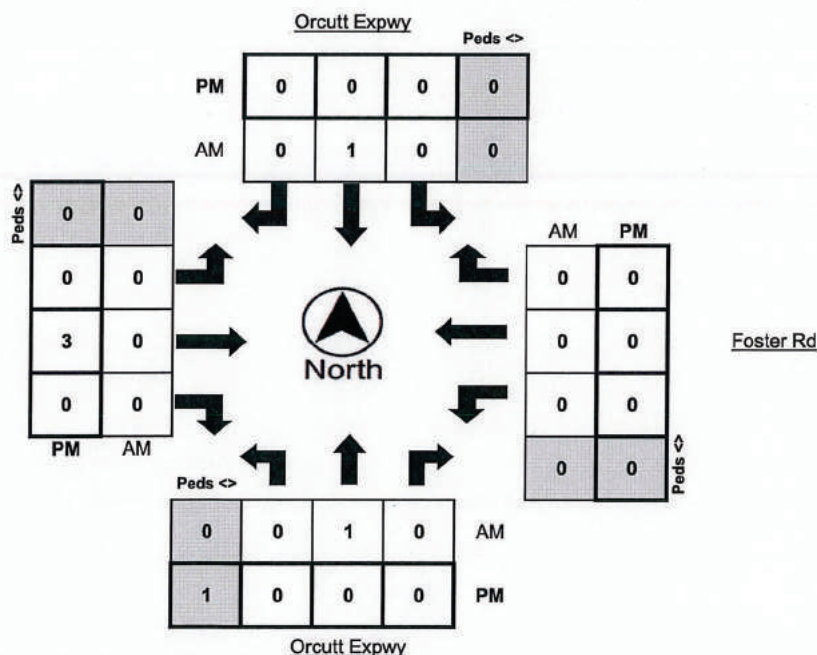 Orcutt Expwy
Peds <>
PM 0 0 0 0
AM 0 1 0 0
Peds <>
0 0
0 0
3 0
0 0
PM AM
AM PM
0 0
0 0
0 0
0 0
Peds <>
Foster Rd
North
Peds <>
0 0 1 0 AM
1 0 0 0 PM
Orcutt Expwy